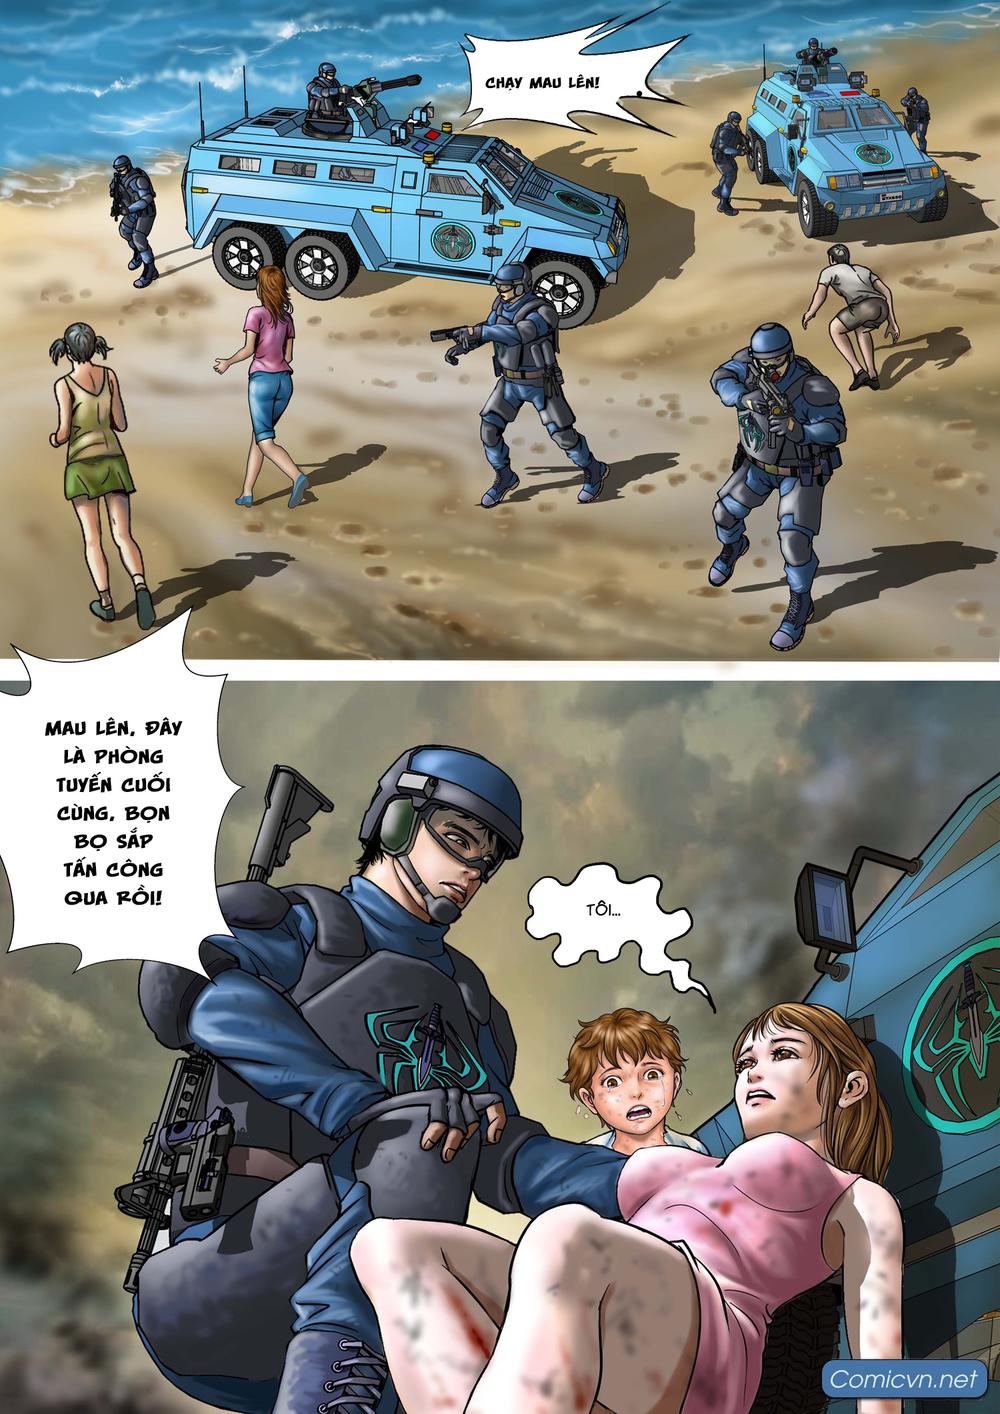 CHẠY MAU LÊN!
MAU LÊN, ĐÂY
LÀ PHÒNG
TUYẾN CUỐI
CÙNG, BỌN
BỌ SẮP
TẤN CÔNG
QUA RỒI!
TÔI...
Comicvn.net